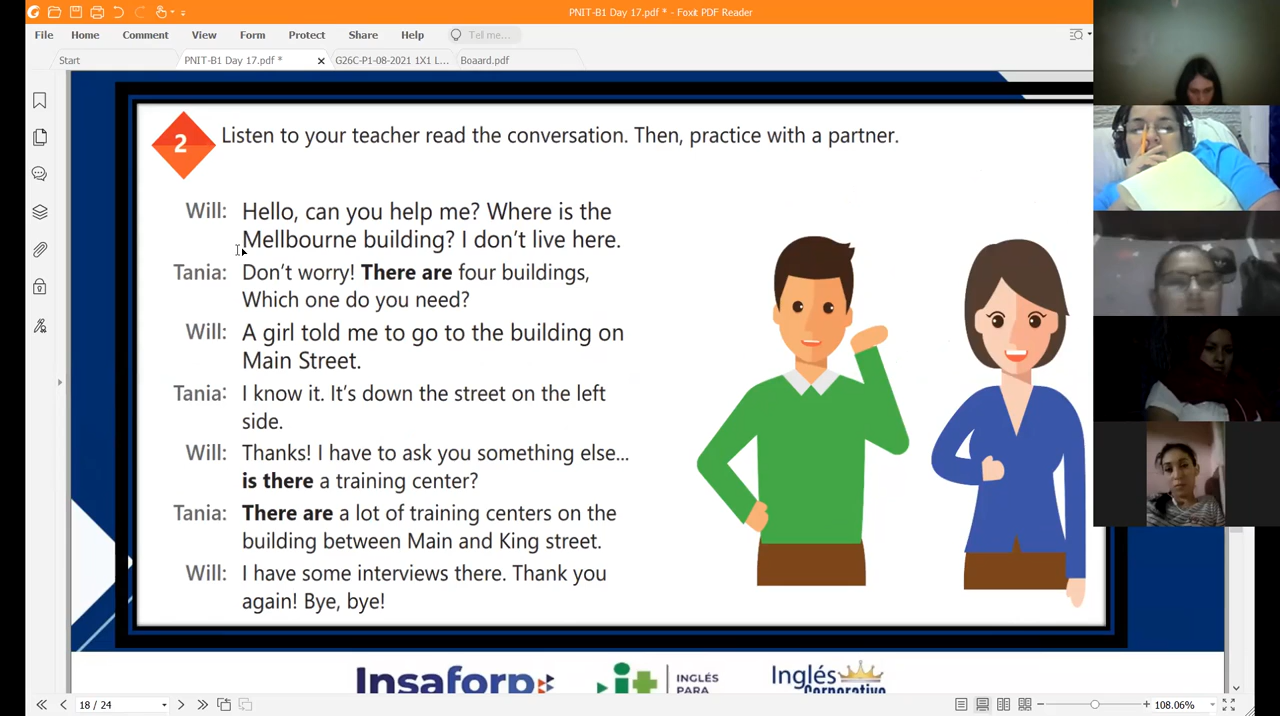 PNIT-B1 Day 17.pdf * - Foxit PDF Reader
File Home Comment View Form Protect Share Help Tell me...
Start PNIT-B1 Day 17.pdf * G26C-P1-08-2021 1X1 L... Boaard.pdf
2 Listen to your teacher read the conversation. Then, practice with a partner.
Will: Hello, can you help me? Where is the
Mellbourne building? I don't live here.
Tania: Don't worry! There are four buildings,
Which one do you need?
Will: A girl told me to go to the building on
Main Street.
Tania: I know it. It's down the street on the left
side.
Will: Thanks! I have to ask you something else...
is there a training center?
Tania: There are a lot of training centers on the
building between Main and King street.
Will: I have some interviews there. Thank you
again! Bye, bye!
Insaforp it INGLÉS Inglés
PARA Corporativo
18 / 24 108.06%